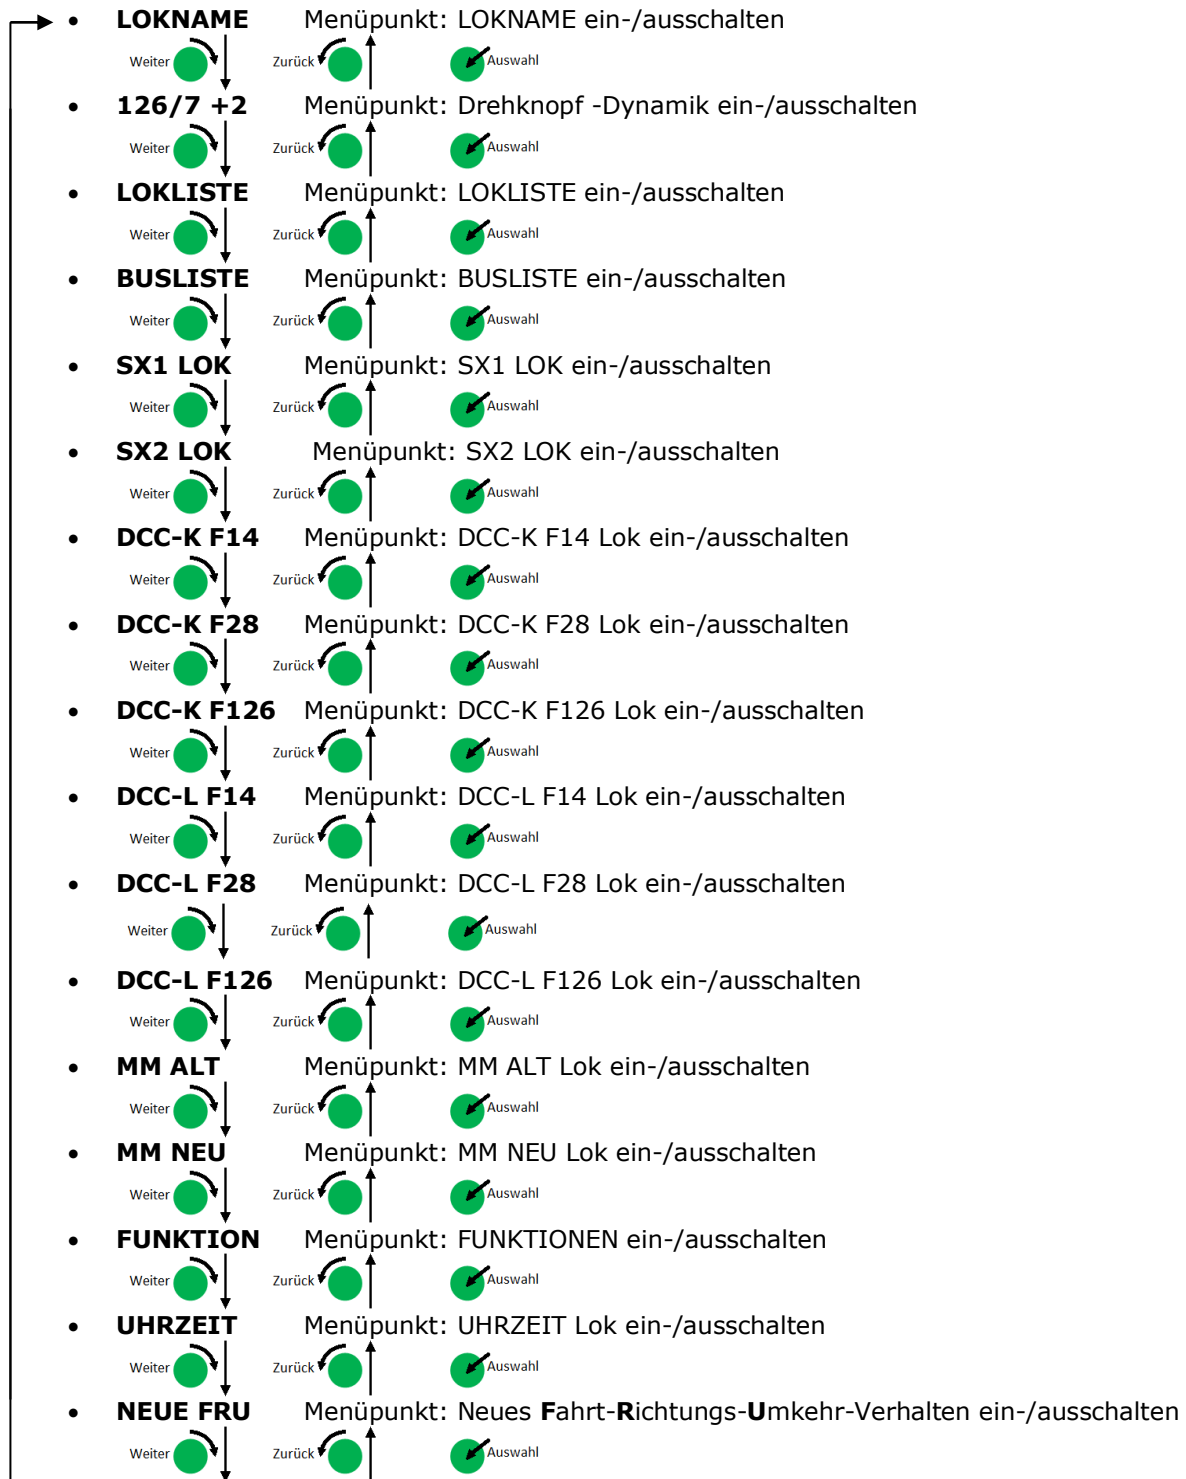 • LOKNAME Menüpunkt: LOKNAME ein-/ausschalten
Weiter Zurück Auswahl
• 126/7 +2 Menüpunkt: Drehknopf -Dynamik ein-/ausschalten
Weiter Zurück Auswahl
• LOKLISTE Menüpunkt: LOKLISTE ein-/ausschalten
Weiter Zurück Auswahl
• BUSLISTE Menüpunkt: BUSLISTE ein-/ausschalten
Weiter Zurück Auswahl
• SX1 LOK Menüpunkt: SX1 LOK ein-/ausschalten
Weiter Zurück Auswahl
• SX2 LOK Menüpunkt: SX2 LOK ein-/ausschalten
Weiter Zurück Auswahl
• DCC-K F14 Menüpunkt: DCC-K F14 Lok ein-/ausschalten
Weiter Zurück Auswahl
• DCC-K F28 Menüpunkt: DCC-K F28 Lok ein-/ausschalten
Weiter Zurück Auswahl
• DCC-K F126 Menüpunkt: DCC-K F126 Lok ein-/ausschalten
Weiter Zurück Auswahl
• DCC-L F14 Menüpunkt: DCC-L F14 Lok ein-/ausschalten
Weiter Zurück Auswahl
• DCC-L F28 Menüpunkt: DCC-L F28 Lok ein-/ausschalten
Weiter Zurück Auswahl
• DCC-L F126 Menüpunkt: DCC-L F126 Lok ein-/ausschalten
Weiter Zurück Auswahl
• MM ALT Menüpunkt: MM ALT Lok ein-/ausschalten
Weiter Zurück Auswahl
• MM NEU Menüpunkt: MM NEU Lok ein-/ausschalten
Weiter Zurück Auswahl
• FUNKTION Menüpunkt: FUNKTIONEN ein-/ausschalten
Weiter Zurück Auswahl
• UHRZEIT Menüpunkt: UHRZEIT Lok ein-/ausschalten
Weiter Zurück Auswahl
• NEUE FRU Menüpunkt: Neues Fahrt-Richtungs-Umkehr-Verhalten ein-/ausschalten
Weiter Zurück Auswahl